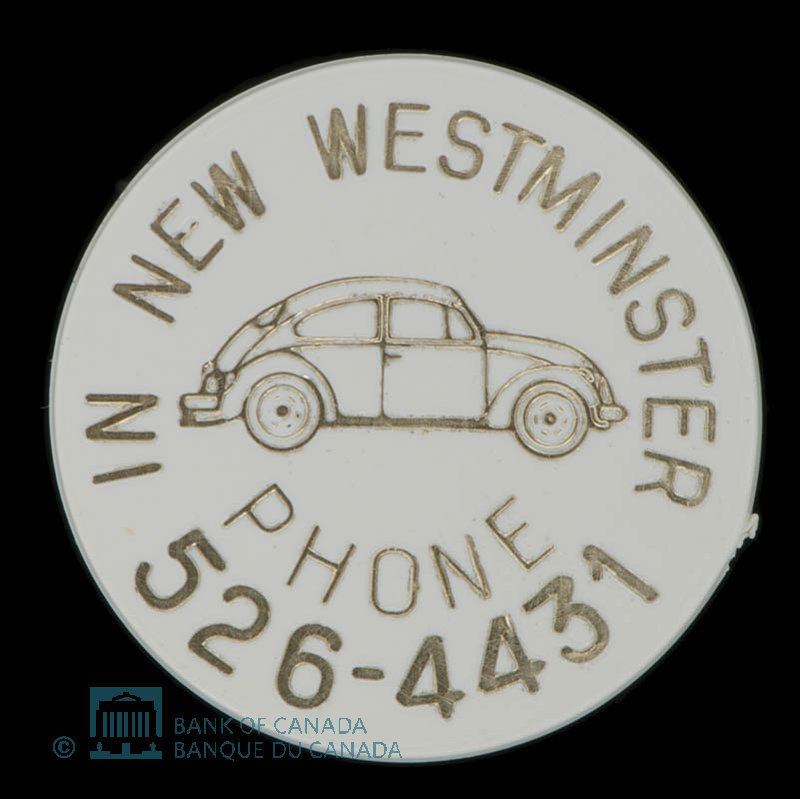 IN NEW WESTMINSTER
PHONE
526-4431
© BANK OF CANADA
BANQUE DU CANADA